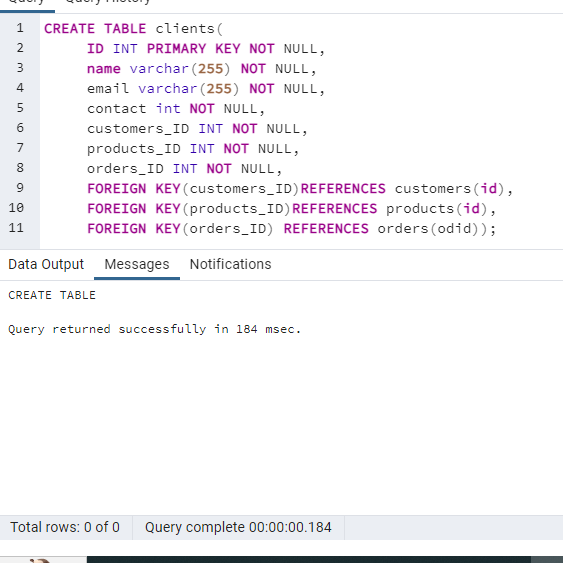 Query Query History
1 CREATE TABLE clients(
2 ID INT PRIMARY KEY NOT NULL,
3 name varchar(255) NOT NULL,
4 email varchar(255) NOT NULL,
5 contact int NOT NULL,
6 customers_ID INT NOT NULL,
7 products_ID INT NOT NULL,
8 orders_ID INT NOT NULL,
9 FOREIGN KEY(customers_ID)REFERENCES customers(id),
10 FOREIGN KEY(products_ID)REFERENCES products(id),
11 FOREIGN KEY(orders_ID) REFERENCES orders(odid));
Data Output Messages Notifications
CREATE TABLE
Query returned successfully in 184 msec.
Total rows: 0 of 0 Query complete 00:00:00.184